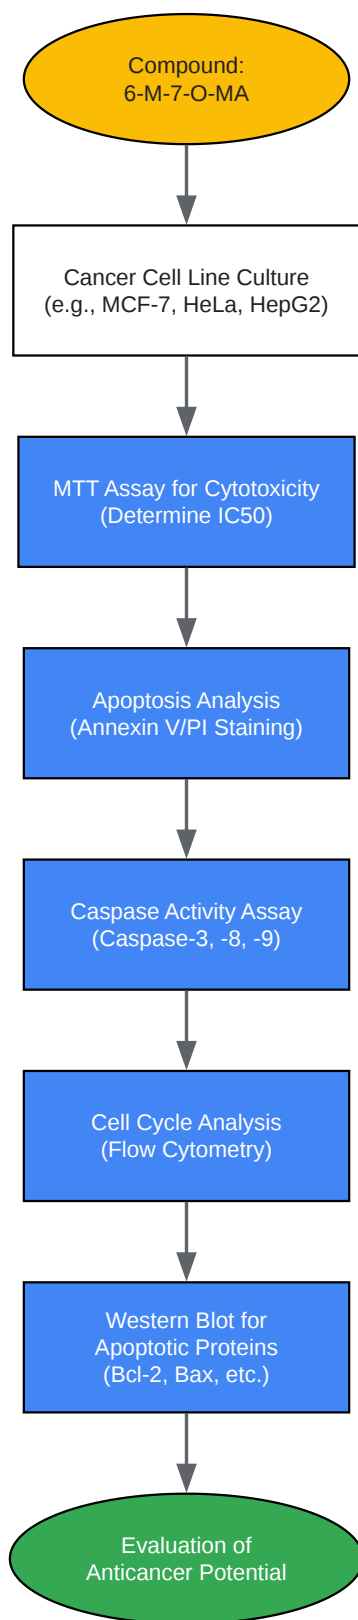 Compound:
6-M-7-O-MA
Cancer Cell Line Culture
(e.g., MCF-7, HeLa, HepG2)
MTT Assay for Cytotoxicity
(Determine IC50)
Apoptosis Analysis
(Annexin V/PI Staining)
Caspase Activity Assay
(Caspase-3, -8, -9)
Cell Cycle Analysis
(Flow Cytometry)
Western Blot for
Apoptotic Proteins
(Bcl-2, Bax, etc.)
Evaluation of
Anticancer Potential